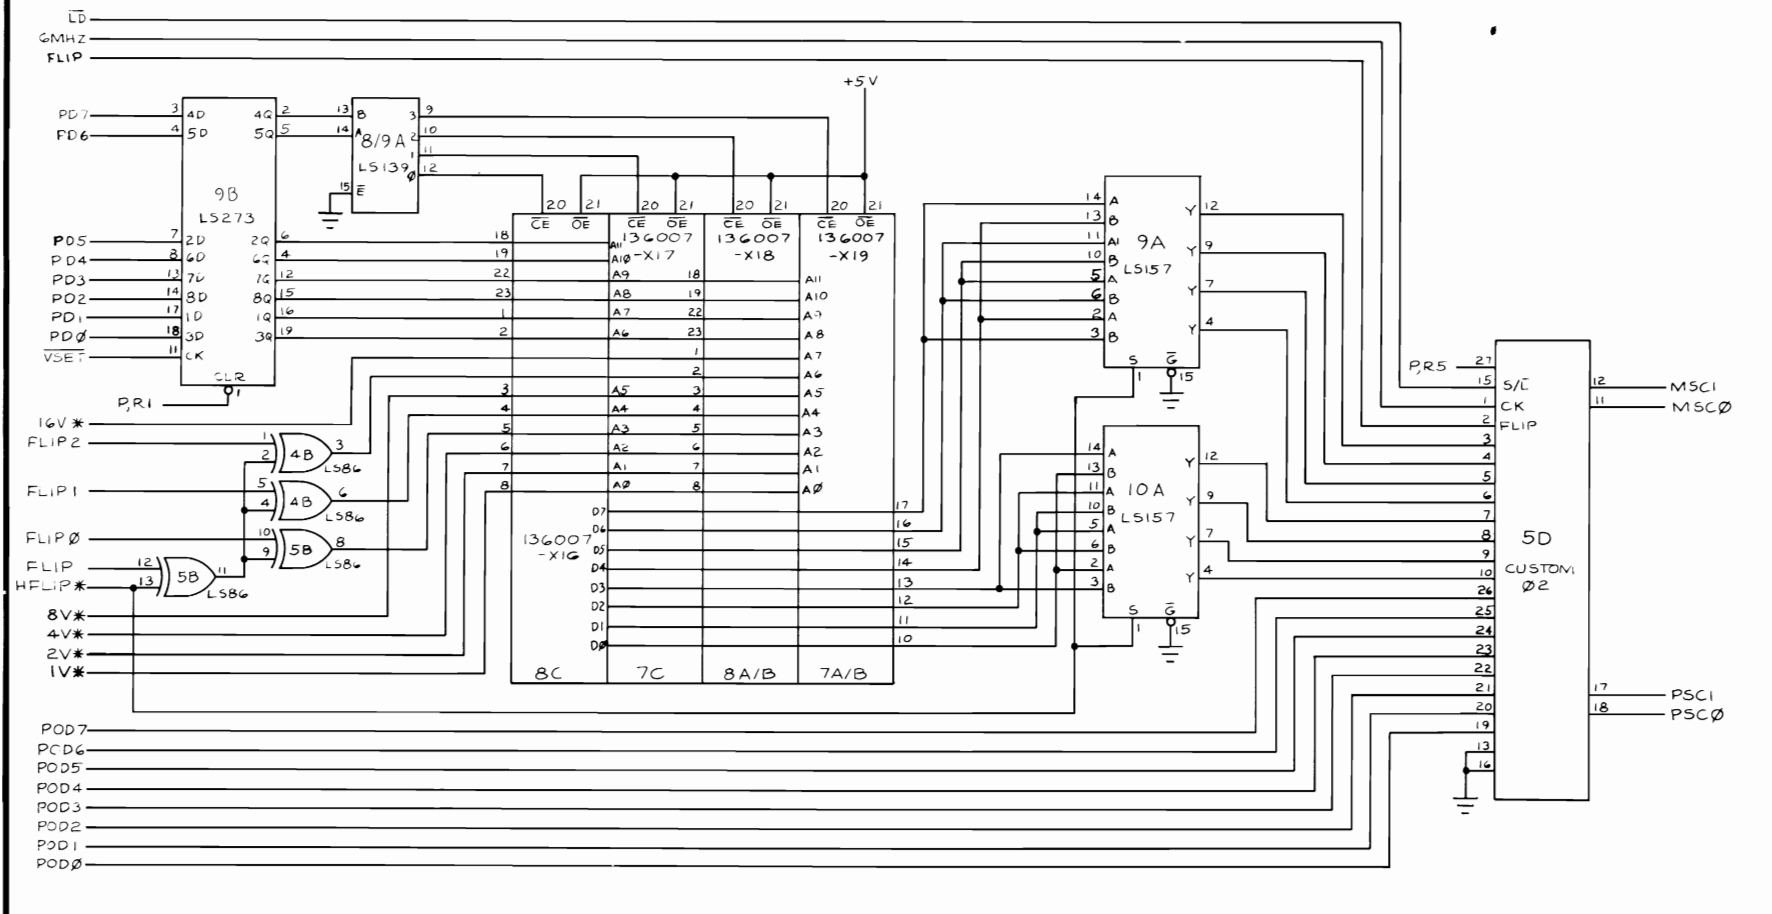 LD
6MHZ
FLIP
+5V
PD7 3 4D 4Q 2 13 B 3 9
PD6 4 5D 5Q 5 14 A 2 10
8/9A
1 11
LS139
Ø 12
15 E
9B
LS273
20 21 20 21 20 21 20 21
CE OE CE OE CE OE CE OE
136007 136007 136007
-X17 -X18 -X19
PD5 7 2D 2Q 6 18 A11
PD4 8 6D 6Q 4 19 A1Ø
PD3 13 7D 7Q 12 22 A9 18 A11
PD2 14 8D 8Q 15 23 A8 19 A10
PD1 17 1D 1Q 16 1 A7 22 A9
PDØ 18 3D 3Q 19 2 A6 23 A8
VSET 11 CK
1 A7
CLR
1
2 A6
P,R1
3 A5 3 A5
4 A4 4 A4
5 A3 5 A3
6 A2 6 A2
7 A1 7 A1
8 AØ 8 AØ
16V*
FLIP2 1 2 4B 3 LS86
FLIP1 5 4 4B 6 LS86
FLIPØ 10 9 5B 8 LS86
FLIP 12
HFLIP* 13 5B 11 LS86
8V*
4V*
2V*
1V*
136007
-X16
D7 17
D6 16
D5 15
D4 14
D3 13
D2 12
D1 11
DØ 10
8C 7C 8A/B 7A/B
14 A Y 12
13 B
11 A1
10 B Y 9
9A
LS157
5 A
6 B Y 7
2 A
3 B Y 4
S G
1 15
14 A Y 12
13 B
11 A
10 B Y 9
10A
LS157
5 A
6 B Y 7
2 A
3 B Y 4
S G
1 15
P,R5 27
15 S/L 12 MSC1
1 CK 11 MSCØ
2 FLIP
3
4
5
6
7
8
9
10
5D
CUSTOM
Ø2
26
25
24
23
22
21 17 PSC1
20 18 PSCØ
19
13
16
POD7
PCD6
POD5
POD4
POD3
POD2
POD1
PODØ